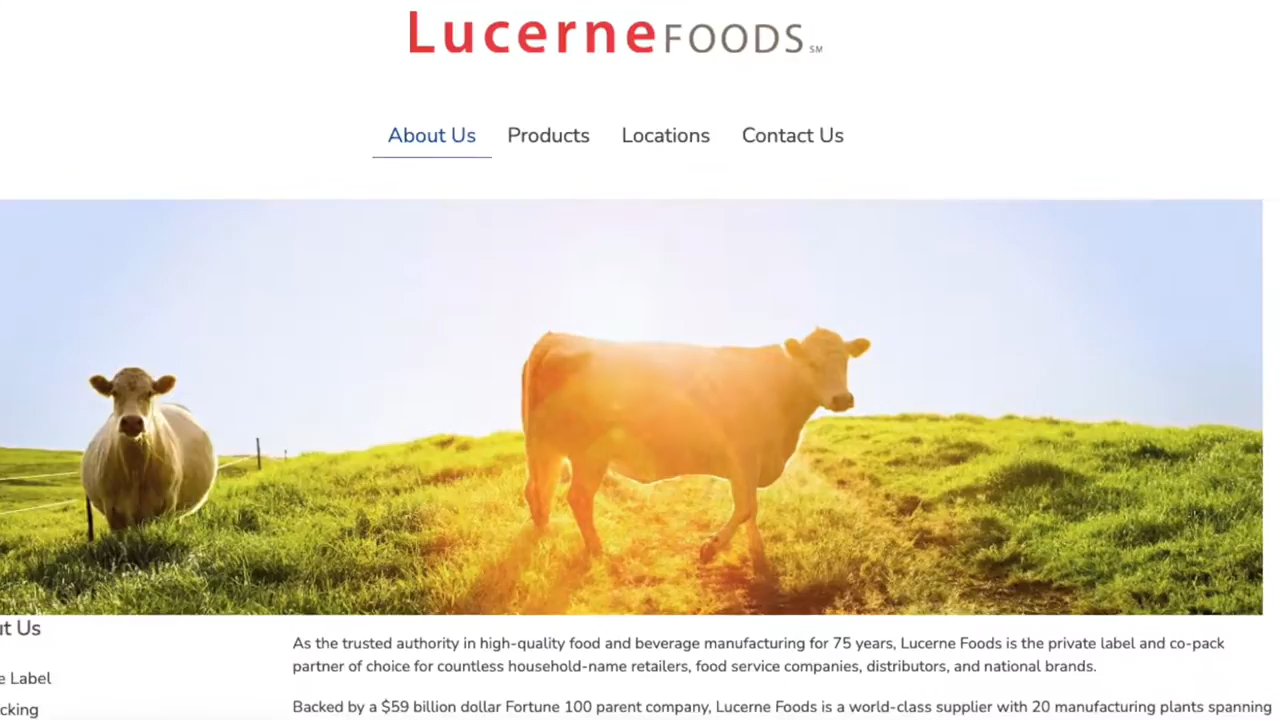 Lucerne FOODS SM
About Us Products Locations Contact Us
t Us
As the trusted authority in high-quality food and beverage manufacturing for 75 years, Lucerne Foods is the private label and co-pack
partner of choice for countless household-name retailers, food service companies, distributors, and national brands.
e Label
cking
Backed by a $59 billion dollar Fortune 100 parent company, Lucerne Foods is a world-class supplier with 20 manufacturing plants spanning